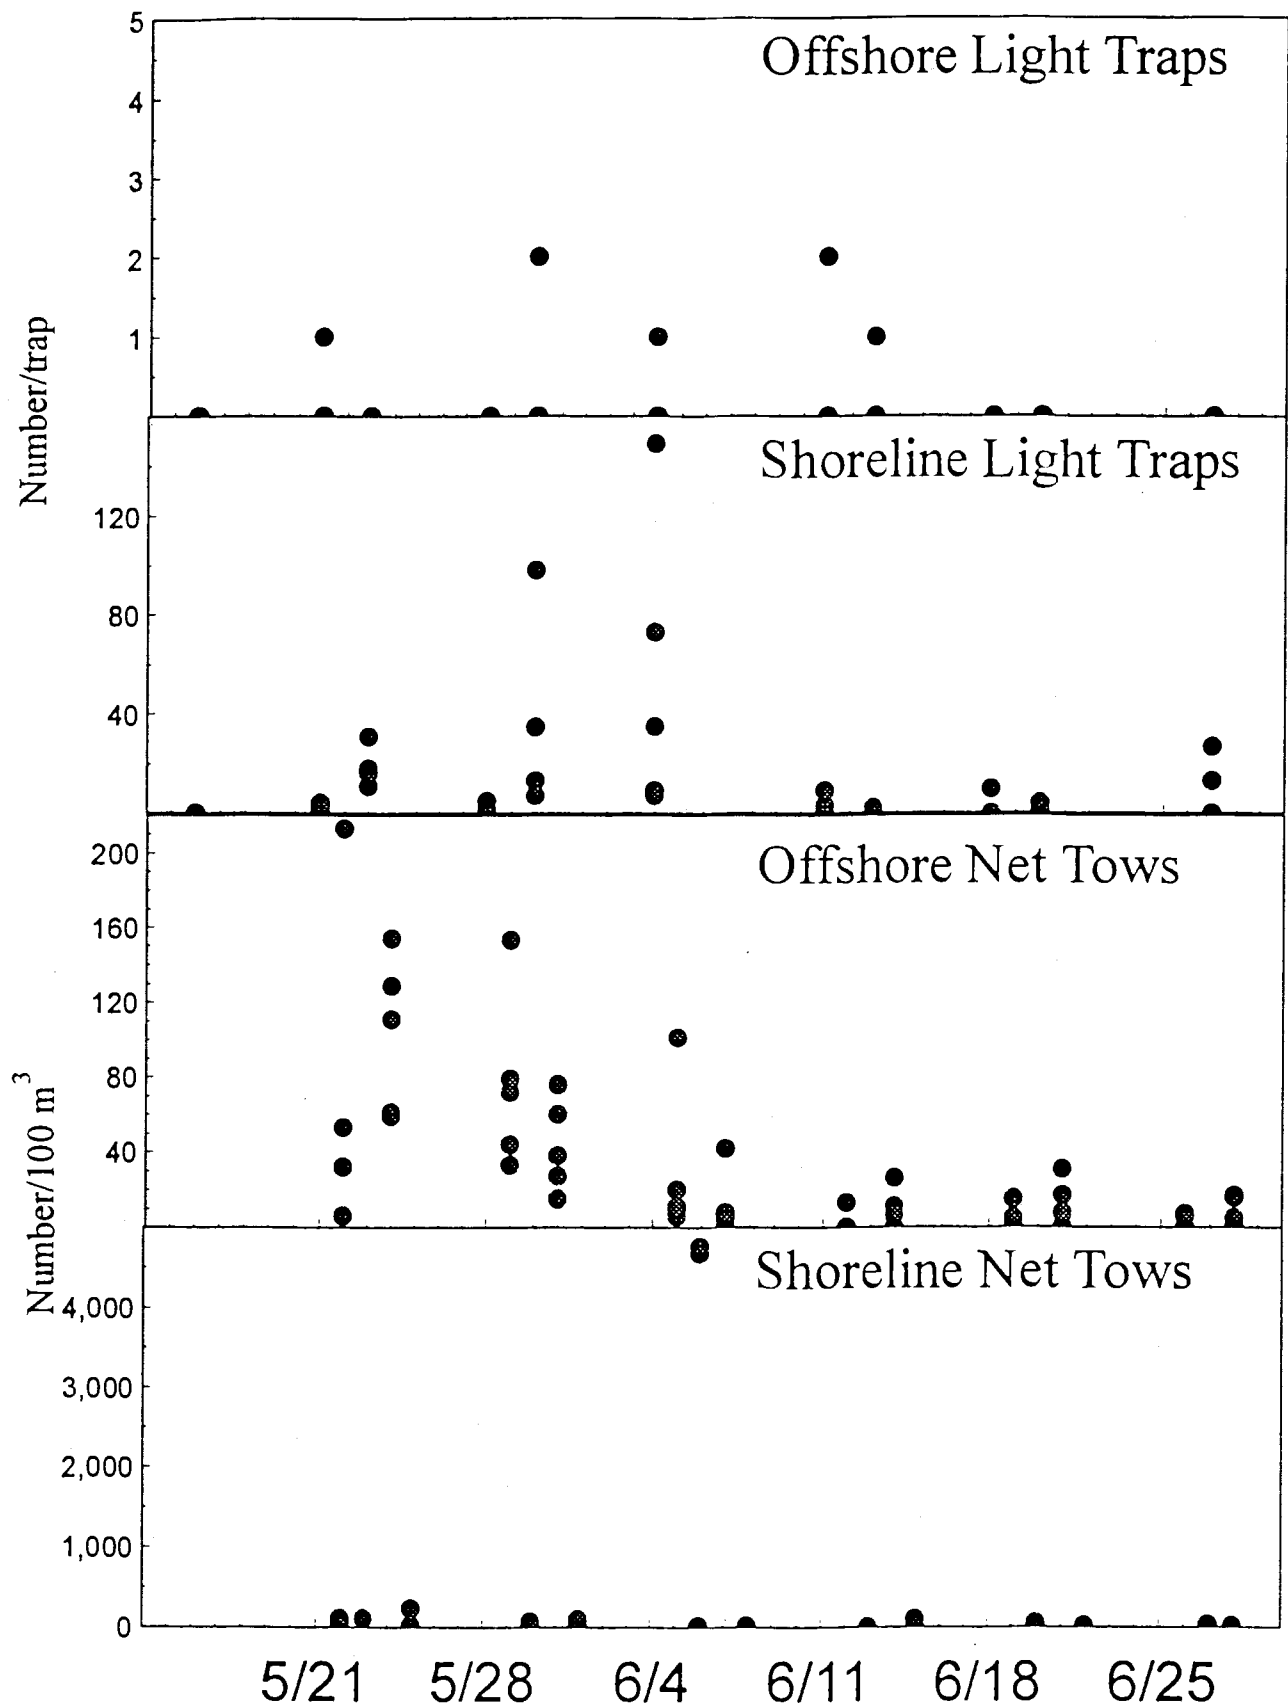 Offshore Light Traps
5
4
3
2
1
Number/trap
Shoreline Light Traps
120
80
40
Offshore Net Tows
200
160
120
80
40
Number/100 m³
Shoreline Net Tows
4,000
3,000
2,000
1,000
0
5/21 5/28 6/4 6/11 6/18 6/25